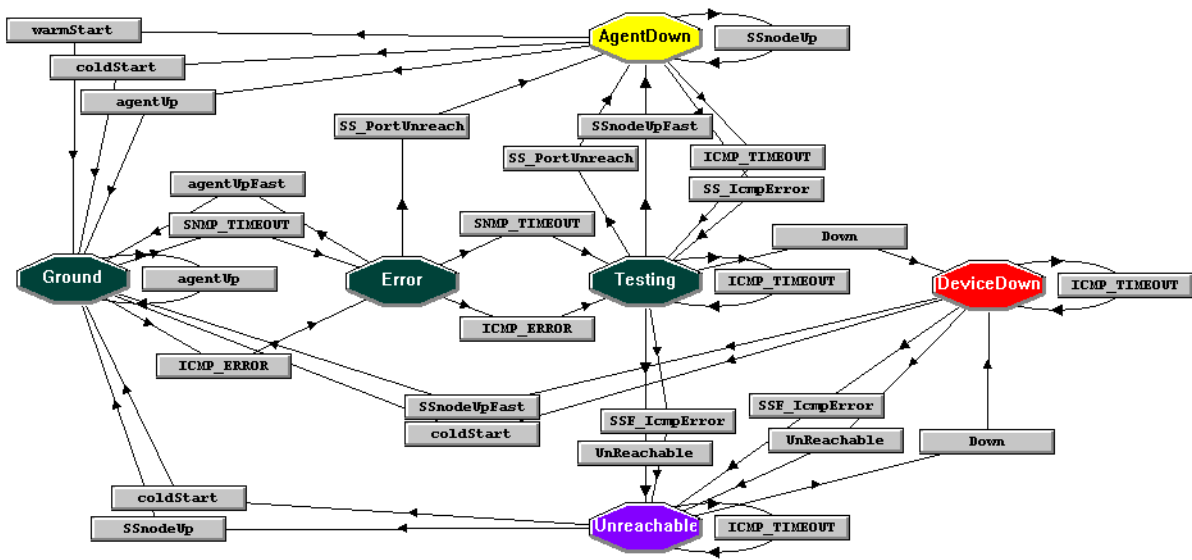 warmStart
AgentDown
SSnodeUp
coldStart
agentUp
SS_PortUnreach
SSnodeUpFast
SS_PortUnreach
ICMP_TIMEOUT
agentUpFast
SS_IcmpError
SNMP_TIMEOUT
SNMP_TIMEOUT
Down
Ground
agentUp
Error
Testing
ICMP_TIMEOUT
DeviceDown
ICMP_TIMEOUT
ICMP_ERROR
ICMP_ERROR
SSnodeUpFast
SSF_IcmpError
SSF_IcmpError
coldStart
UnReachable
UnReachable
Down
coldStart
SSnodeUp
Unreachable
ICMP_TIMEOUT